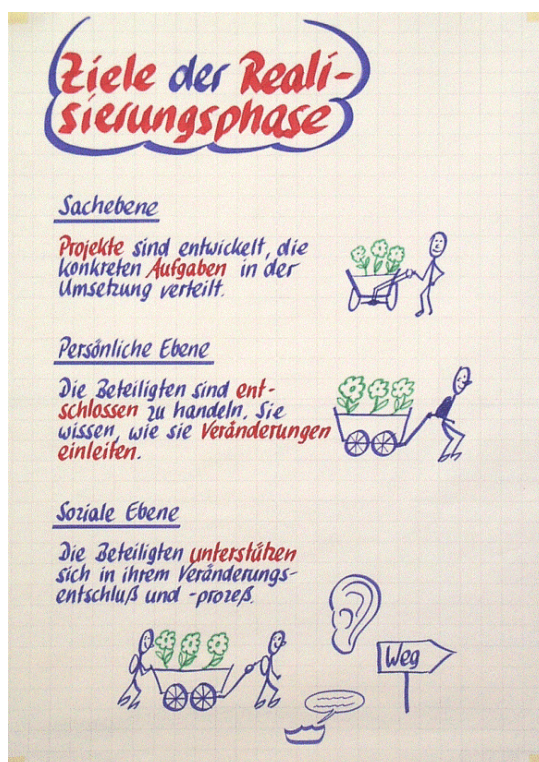 Ziele der Reali-
sierungsphase
Sachebene
Projekte sind entwickelt, die
konkreten Aufgaben in der
Umsetzung verteilt.
Persönliche Ebene
Die Beteiligten sind ent-
schlossen zu handeln. Sie
wissen, wie sie Veränderungen
einleiten.
Soziale Ebene
Die Beteiligten unterstützen
sich in ihrem Veränderungs-
entschluß und -prozeß.
Weg